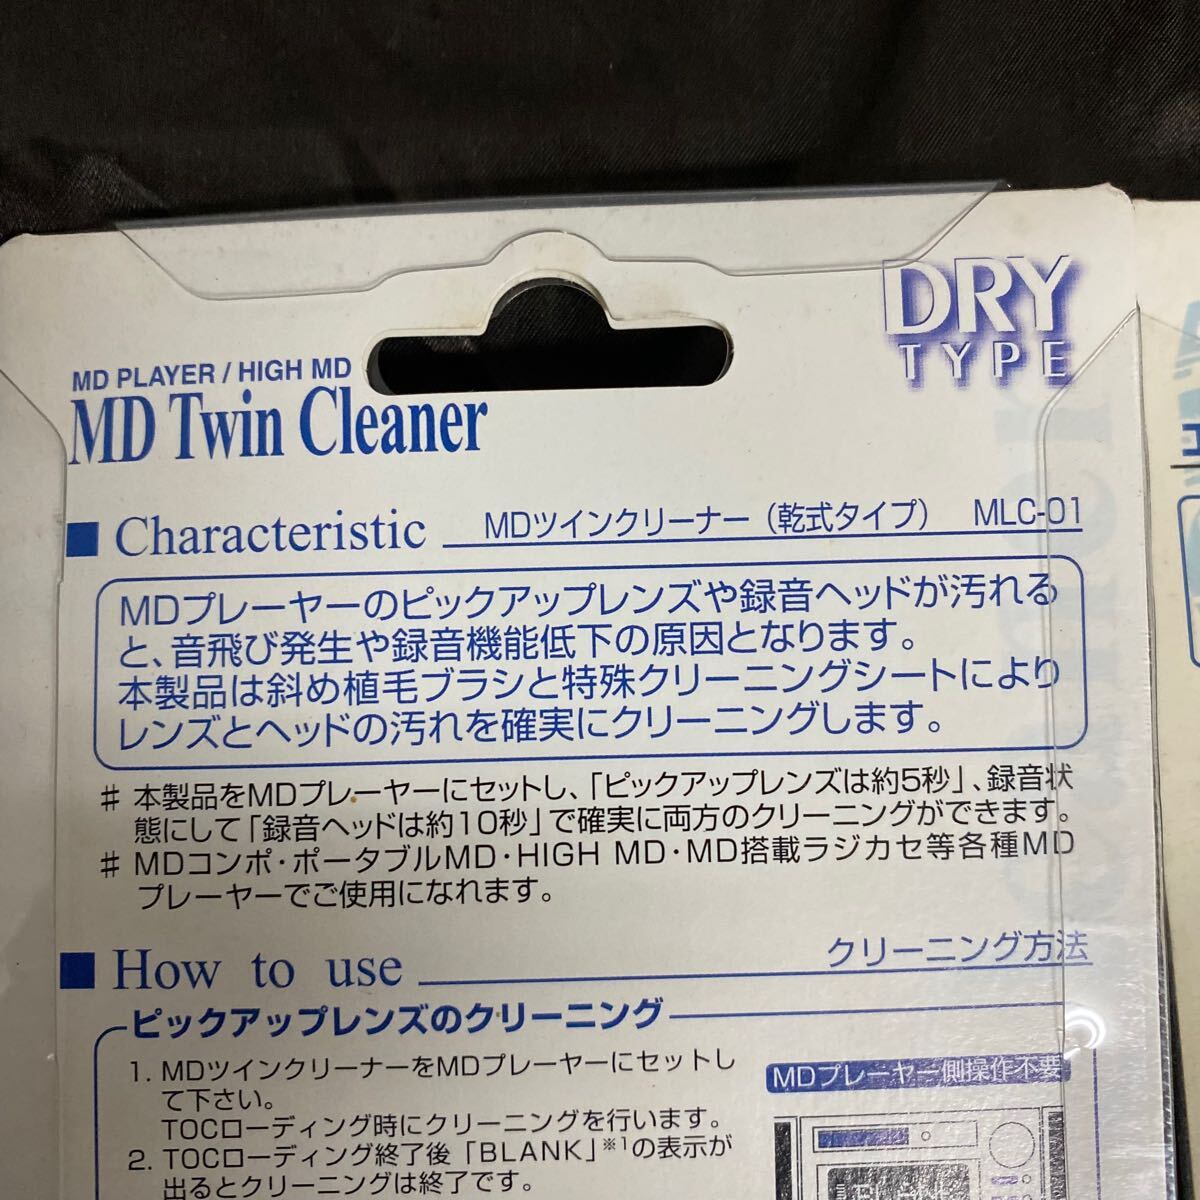 DRY
TYPE
MD PLAYER / HIGH MD
MD Twin Cleaner
■ Characteristic MDツインクリーナー（乾式タイプ） MLC-01
MDプレーヤーのピックアップレンズや録音ヘッドが汚れる
と、音飛び発生や録音機能低下の原因となります。
本製品は斜め植毛ブラシと特殊クリーニングシートにより
レンズとヘッドの汚れを確実にクリーニングします。
# 本製品をMDプレーヤーにセットし、「ピックアップレンズは約5秒」、録音状
態にして「録音ヘッドは約10秒」で確実に両方のクリーニングができます。
# MDコンポ・ポータブルMD・HIGH MD・MD搭載ラジカセ等各種MD
プレーヤーでご使用になれます。
■ How to use クリーニング方法
ピックアップレンズのクリーニング
1. MDツインクリーナーをMDプレーヤーにセットし
て下さい。
TOCローディング時にクリーニングを行います。
2. TOCローディング終了後「BLANK」※1の表示が
出るとクリーニングは終了です。
MDプレーヤー側操作不要
BLANK